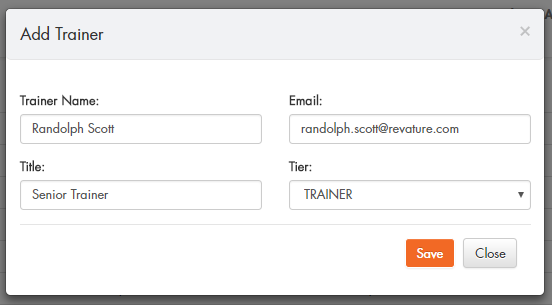 Add Trainer ×
Trainer Name: Email:
Randolph Scott randolph.scott@revature.com
Title: Tier:
Senior Trainer TRAINER
Save Close